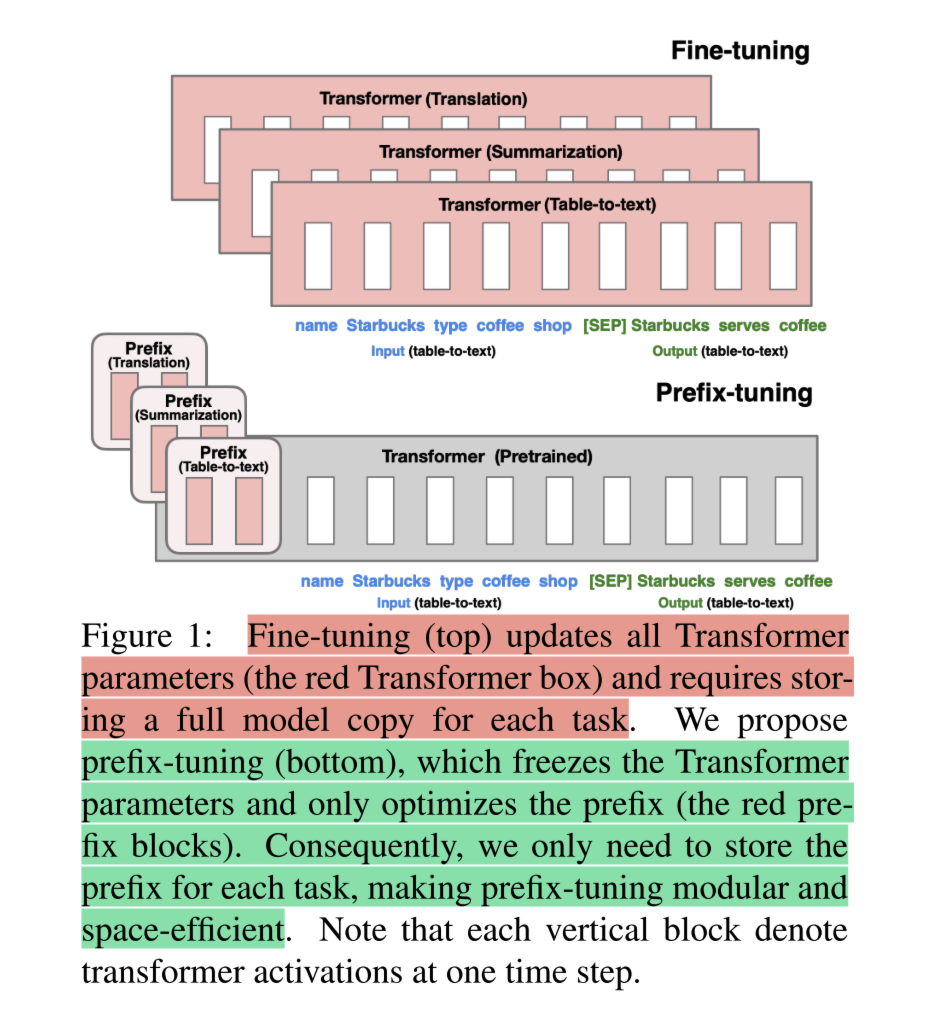 Fine-tuning
Transformer (Translation)
Transformer (Summarization)
Transformer (Table-to-text)
name Starbucks type coffee shop [SEP] Starbucks serves coffee
Input (table-to-text) Output (table-to-text)
Prefix
(Translation)
Prefix-tuning
Prefix
(Summarization)
Prefix
(Table-to-text)
Transformer (Pretrained)
name Starbucks type coffee shop [SEP] Starbucks serves coffee
Input (table-to-text) Output (table-to-text)
Figure 1: Fine-tuning (top) updates all Transformer
parameters (the red Transformer box) and requires stor-
ing a full model copy for each task. We propose
prefix-tuning (bottom), which freezes the Transformer
parameters and only optimizes the prefix (the red pre-
fix blocks). Consequently, we only need to store the
prefix for each task, making prefix-tuning modular and
space-efficient. Note that each vertical block denote
transformer activations at one time step.